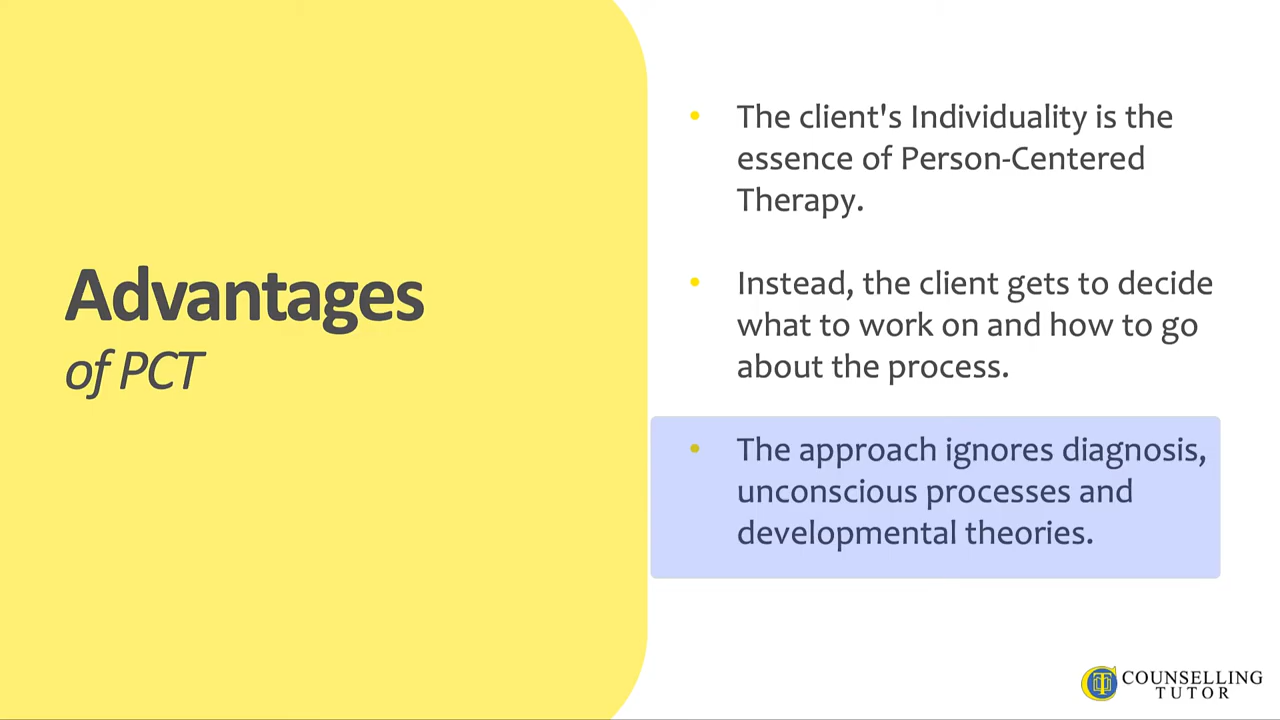 Advantages
of PCT
• The client's Individuality is the
essence of Person-Centered
Therapy.
• Instead, the client gets to decide
what to work on and how to go
about the process.
• The approach ignores diagnosis,
unconscious processes and
developmental theories.
COUNSELLING
TUTOR